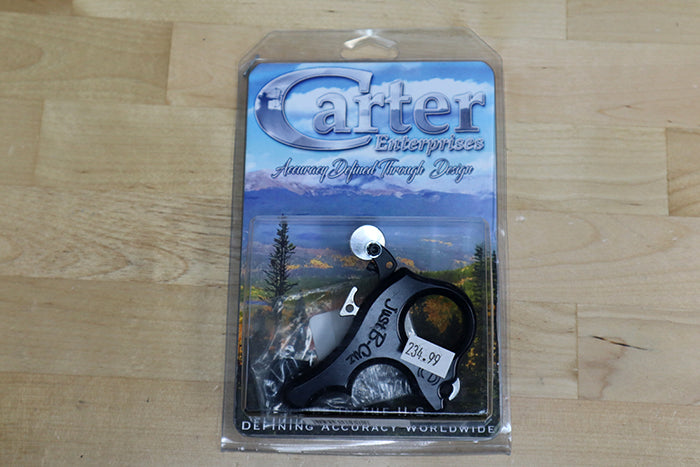 Carter
Enterprises
Accuracy Defined Through Design
Just B-Cuz
234.99
THE U.S.
DEFINING ACCURACY WORLDWIDE